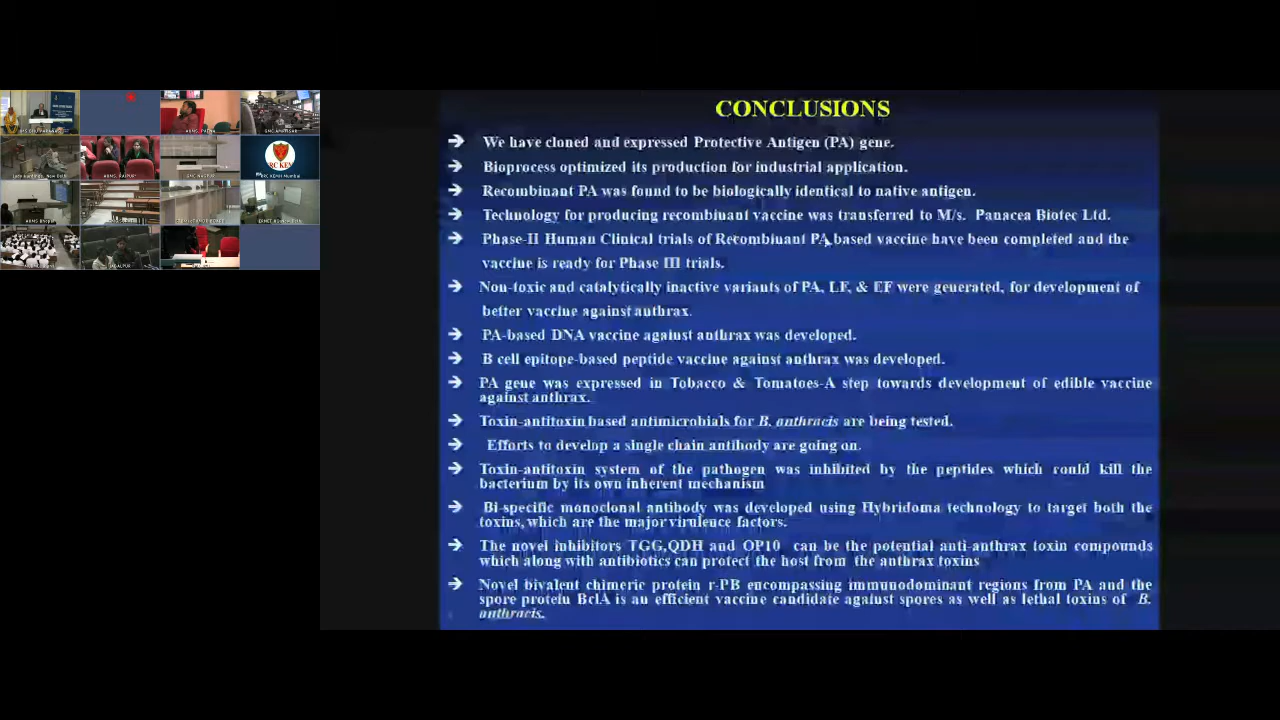 CONCLUSIONS
We have cloned and expressed Protective Antigen (PA) gene.
Bioprocess optimized its production for industrial application.
Recombinant PA was found to be biologically identical to native antigen.
Technology for producing recombinant vaccine was transferred to M/s. Panacea Biotec Ltd.
Phase-II Human Clinical trials of Recombinant PA based vaccine have been completed and the
vaccine is ready for Phase III trials.
Non-toxic and catalytically inactive variants of PA, LF, & EF were generated, for development of
better vaccine against anthrax.
PA-based DNA vaccine against anthrax was developed.
B cell epitope-based peptide vaccine against anthrax was developed.
PA gene was expressed in Tobacco & Tomatoes-A step towards development of edible vaccine
against anthrax.
Toxin-antitoxin based antimicrobials for B. anthracis are being tested.
Efforts to develop a single chain antibody are going on.
Toxin-antitoxin system of the pathogen was inhibited by the peptides which could kill the
bacterium by its own inherent mechanism
Bi-specific monoclonal antibody was developed using Hybridoma technology to target both the
toxins, which are the major virulence factors.
The novel inhibitors TGG,QDH and OP10 can be the potential anti-anthrax toxin compounds
which along with antibiotics can protect the host from the anthrax toxins
Novel bivalent chimeric protein r-PB encompassing immunodominant regions from PA and the
spore protein BclA is an efficient vaccine candidate against spores as well as lethal toxins of B.
anthracis.